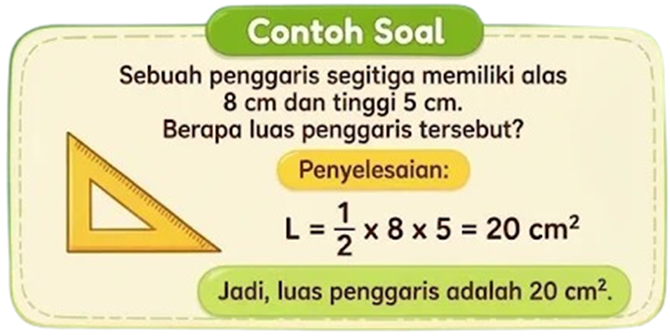 Contoh Soal
Sebuah penggaris segitiga memiliki alas
8 cm dan tinggi 5 cm.
Berapa luas penggaris tersebut?
Penyelesaian:
L = 1/2 x 8 x 5 = 20 cm²
Jadi, luas penggaris adalah 20 cm².